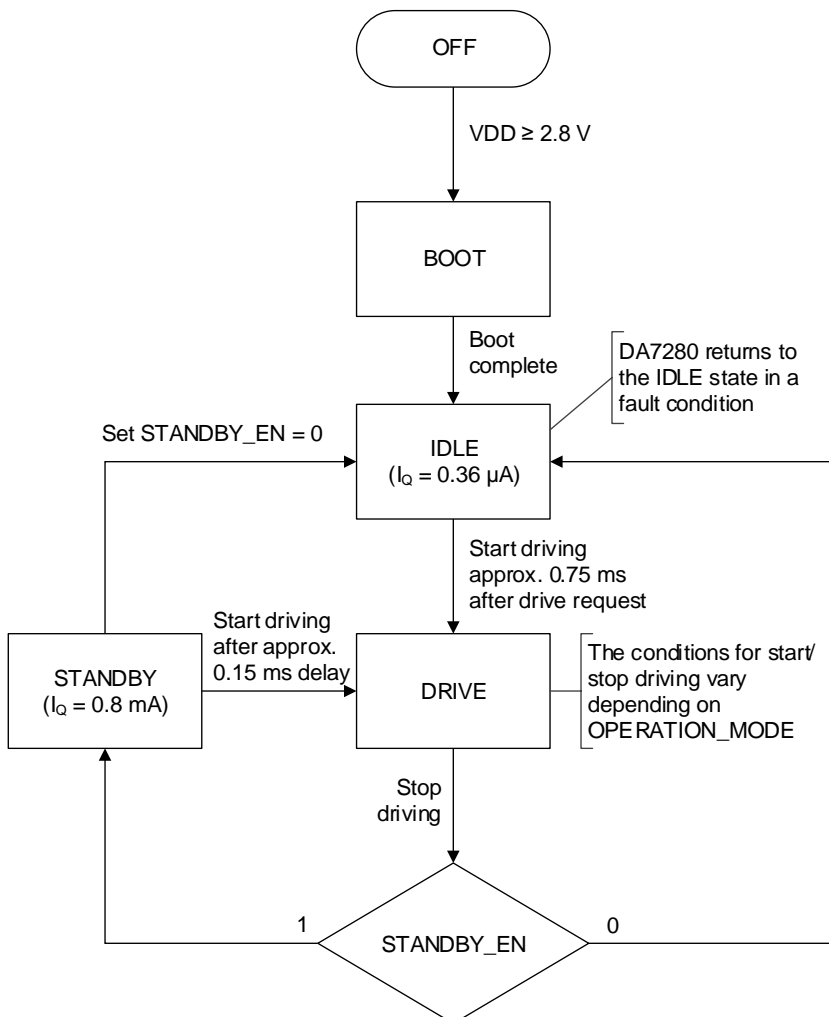 OFF
VDD ≥ 2.8 V
BOOT
Boot
complete
DA7280 returns to
the IDLE state in a
fault condition
Set STANDBY_EN = 0
IDLE
(IQ = 0.36 µA)
Start driving
approx. 0.75 ms
after drive request
Start driving
after approx.
0.15 ms delay
STANDBY
(IQ = 0.8 mA)
DRIVE
The conditions for start/
stop driving vary
depending on
OPERATION_MODE
Stop
driving
1
STANDBY_EN
0